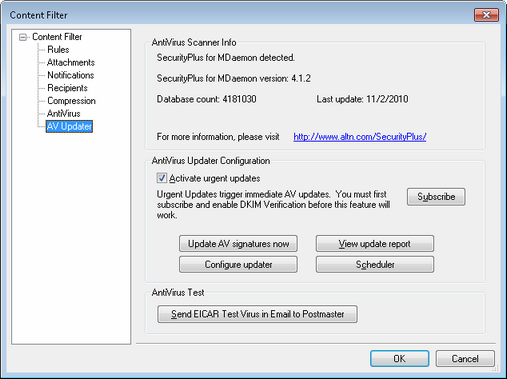 Content Filter
Content Filter
Rules
Attachments
Notifications
Recipients
Compression
AntiVirus
AV Updater
AntiVirus Scanner Info
SecurityPlus for MDaemon detected.
SecurityPlus for MDaemon version: 4.1.2
Database count: 4181030 Last update: 11/2/2010
For more information, please visit http://www.altn.com/SecurityPlus/
AntiVirus Updater Configuration
Activate urgent updates
Urgent Updates trigger immediate AV updates. You must first
subscribe and enable DKIM Verification before this feature will
work.
Subscribe
Update AV signatures now View update report
Configure updater Scheduler
AntiVirus Test
Send EICAR Test Virus in Email to Postmaster
OK Cancel